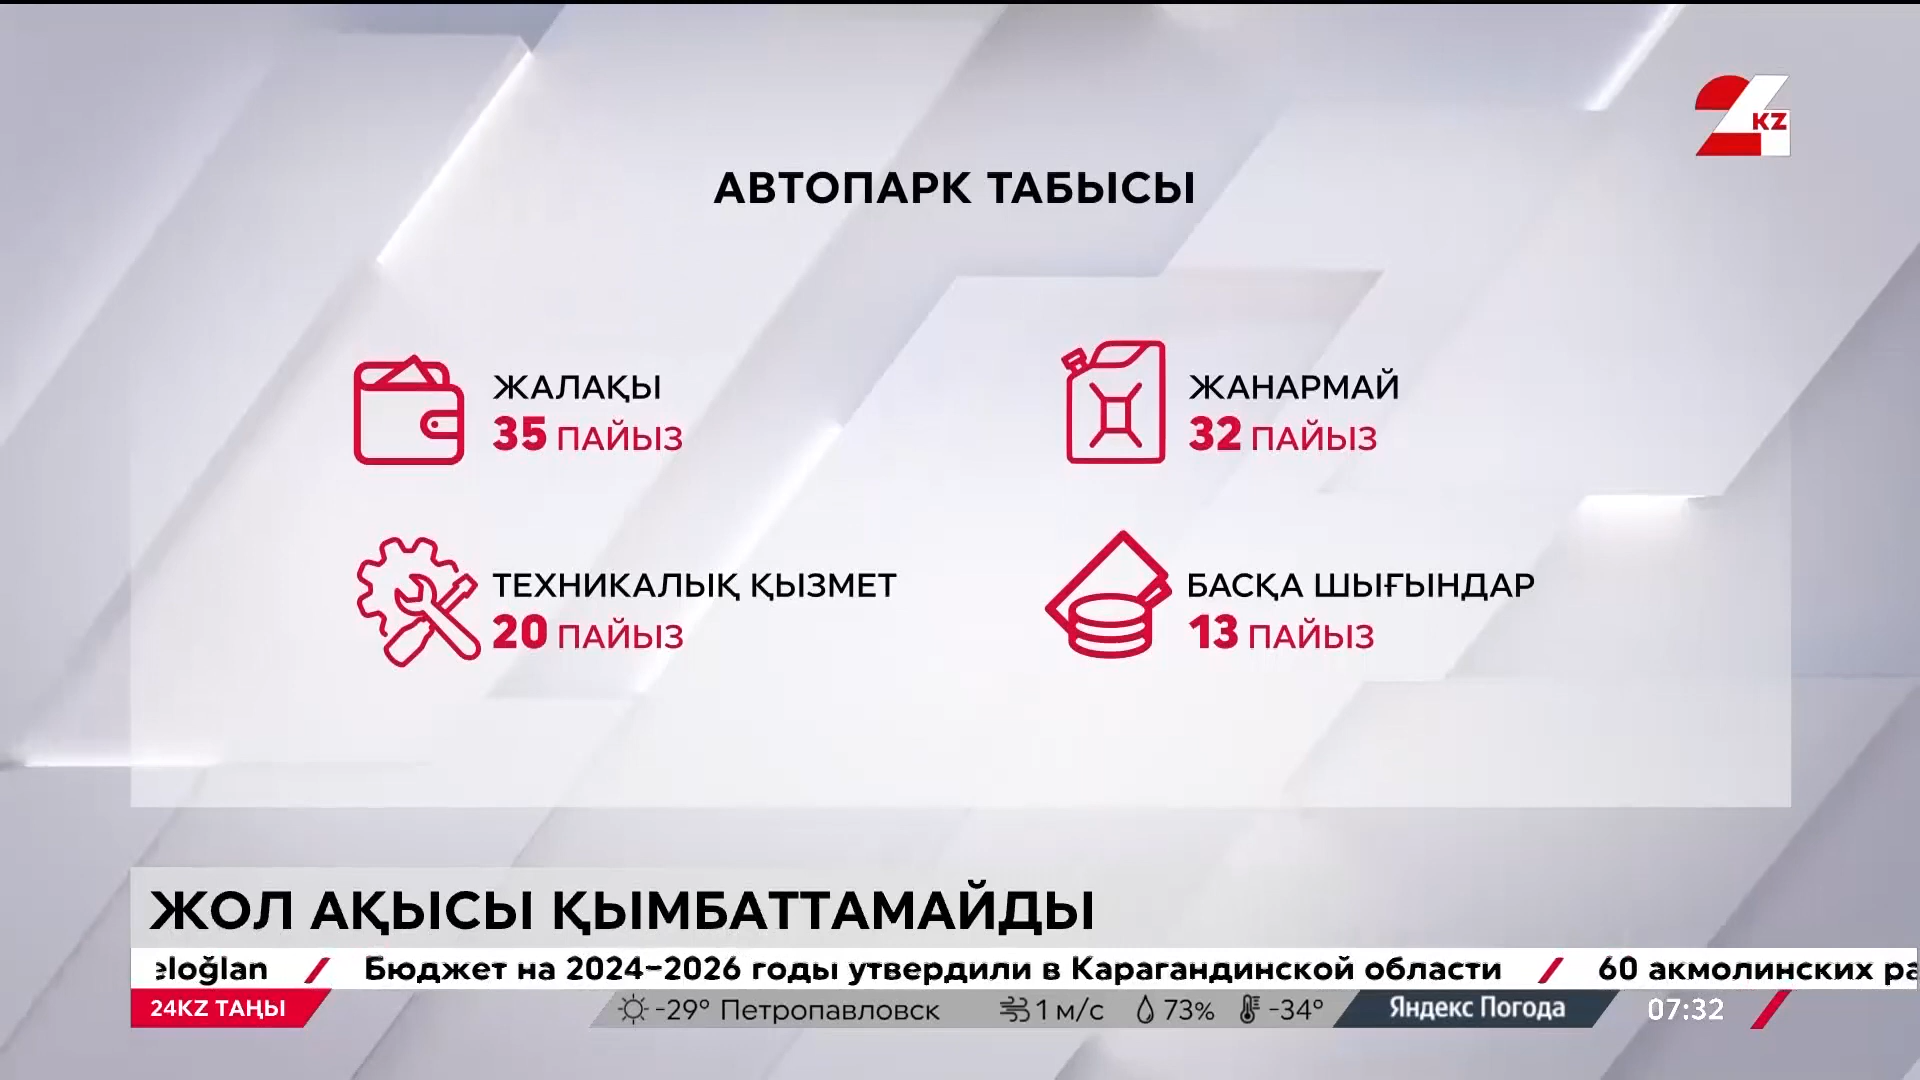 24 KZ
АВТОПАРК ТАБЫСЫ
ЖАЛАҚЫ
35 ПАЙЫЗ
ЖАНАРМАЙ
32 ПАЙЫЗ
ТЕХНИКАЛЫҚ ҚЫЗМЕТ
20 ПАЙЫЗ
БАСҚА ШЫҒЫНДАР
13 ПАЙЫЗ
ЖОЛ АҚЫСЫ ҚЫМБАТТАМАЙДЫ
eloğlan / Бюджет на 2024–2026 годы утвердили в Карагандинской области / 60 акмолинских ра
24KZ ТАҢЫ -29° Петропавловск 1 м/с 73% -34° Яндекс Погода 07:32